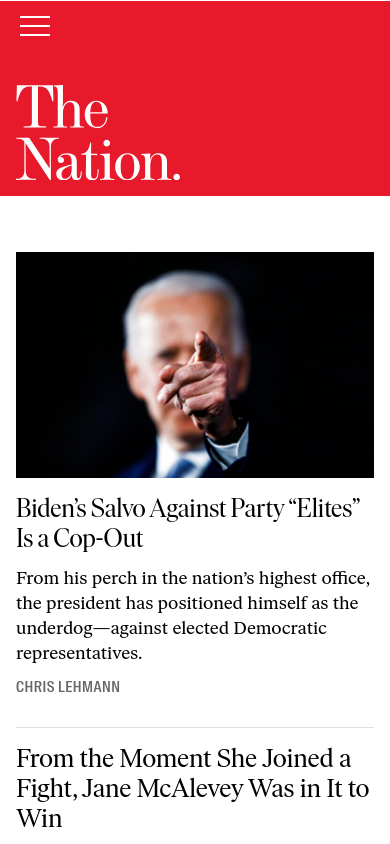 The
Nation.
Biden’s Salvo Against Party “Elites”
Is a Cop-Out
From his perch in the nation’s highest office,
the president has positioned himself as the
underdog—against elected Democratic
representatives.
CHRIS LEHMANN
From the Moment She Joined a
Fight, Jane McAlevey Was in It to
Win